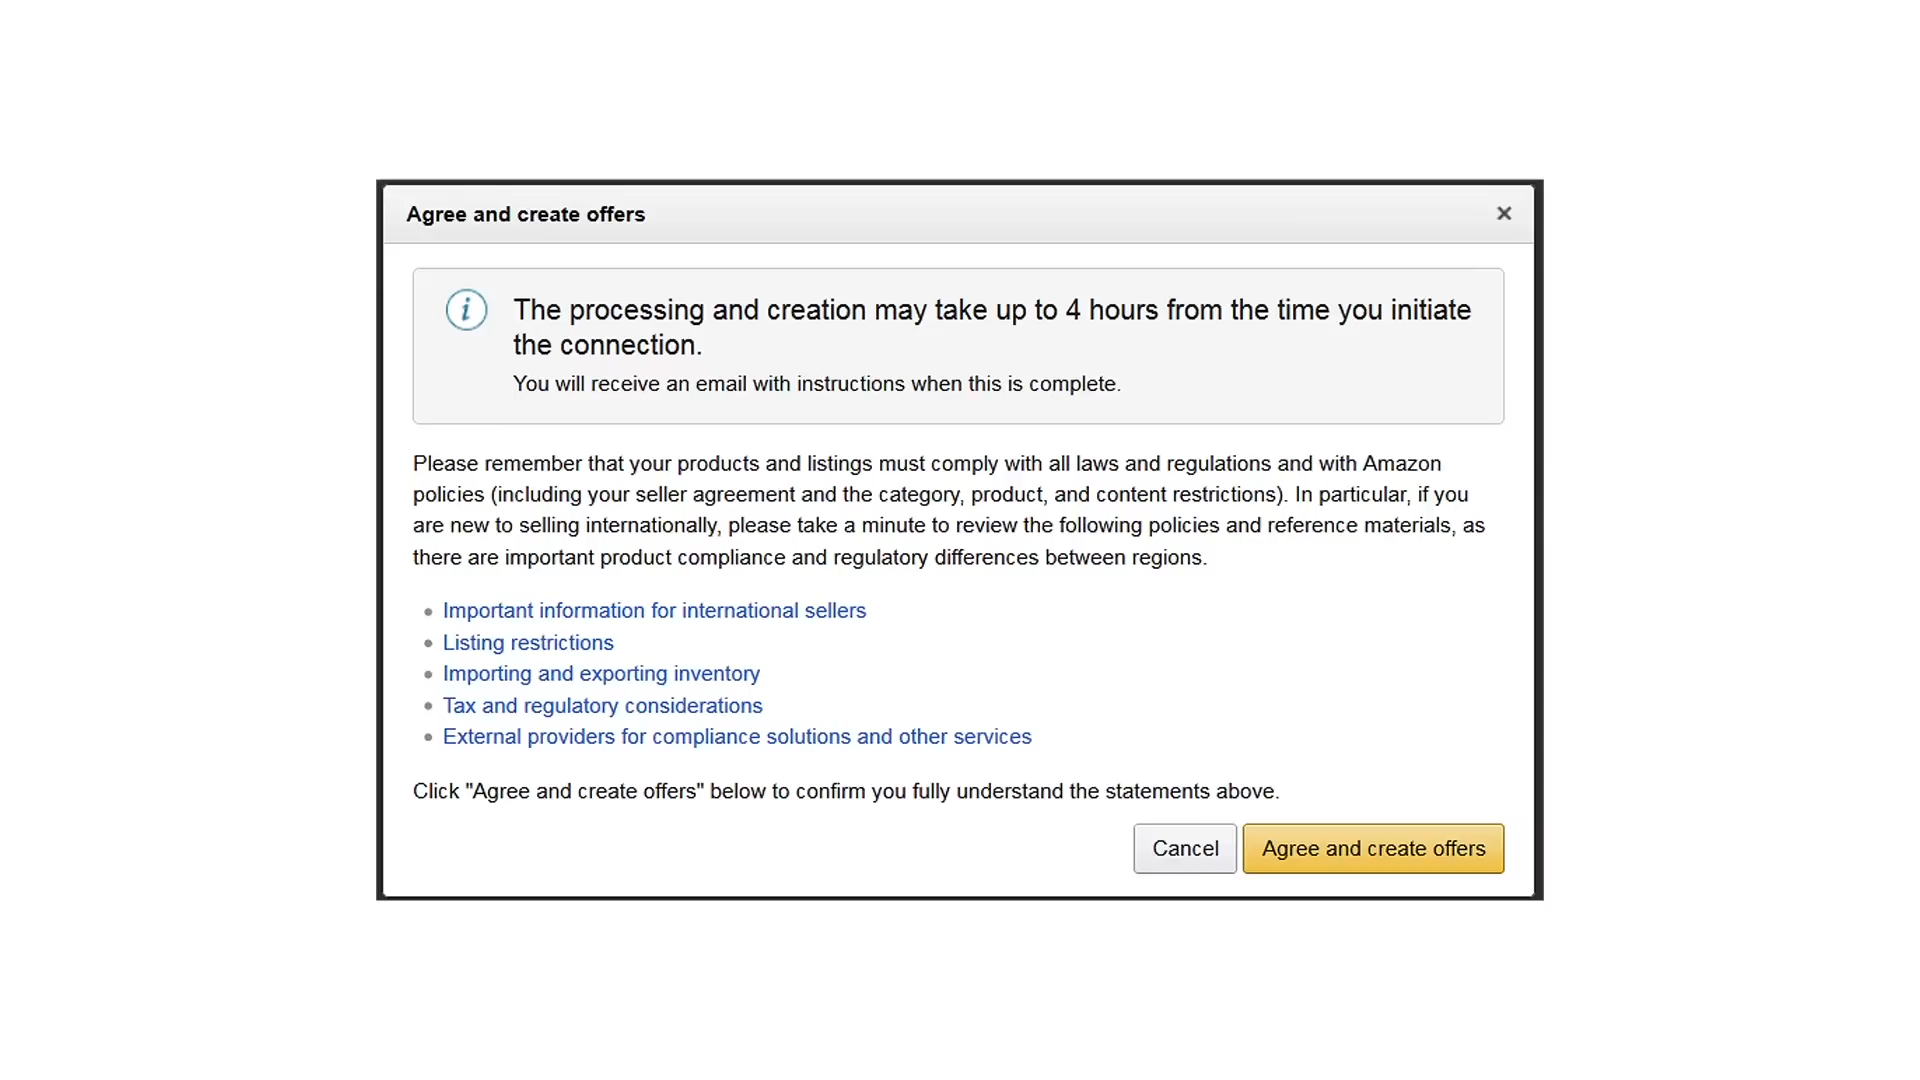 Agree and create offers
The processing and creation may take up to 4 hours from the time you initiate
the connection.
You will receive an email with instructions when this is complete.
Please remember that your products and listings must comply with all laws and regulations and with Amazon
policies (including your seller agreement and the category, product, and content restrictions). In particular, if you
are new to selling internationally, please take a minute to review the following policies and reference materials, as
there are important product compliance and regulatory differences between regions.
Important information for international sellers
Listing restrictions
Importing and exporting inventory
Tax and regulatory considerations
External providers for compliance solutions and other services
Click "Agree and create offers" below to confirm you fully understand the statements above.
Cancel Agree and create offers